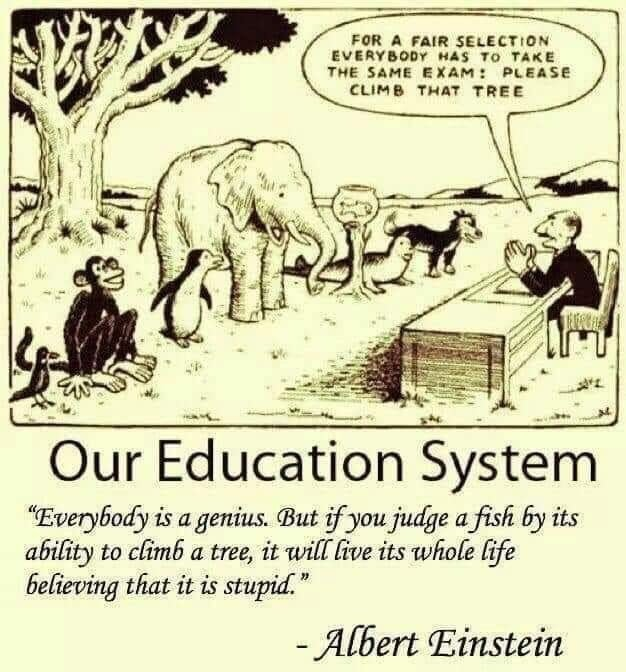 FOR A FAIR SELECTION
EVERYBODY HAS TO TAKE
THE SAME EXAM: PLEASE
CLIMB THAT TREE
Our Education System
“Everybody is a genius. But if you judge a fish by its
ability to climb a tree, it will live its whole life
believing that it is stupid.”
- Albert Einstein